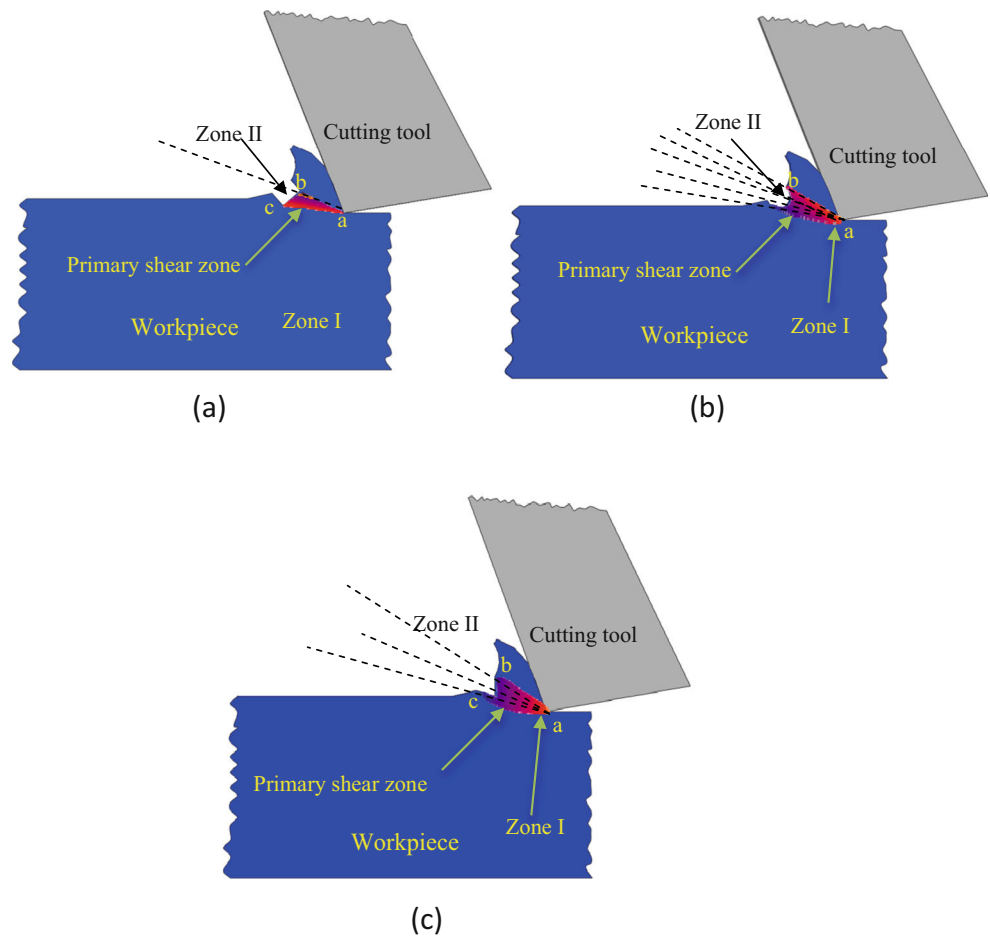 Cutting tool
Zone II
b
c
a
Primary shear zone
Workpiece
Zone I
(a)
Cutting tool
Zone II
b
a
Primary shear zone
Zone I
Workpiece
(b)
Cutting tool
Zone II
b
c
a
Primary shear zone
Zone I
Workpiece
(c)